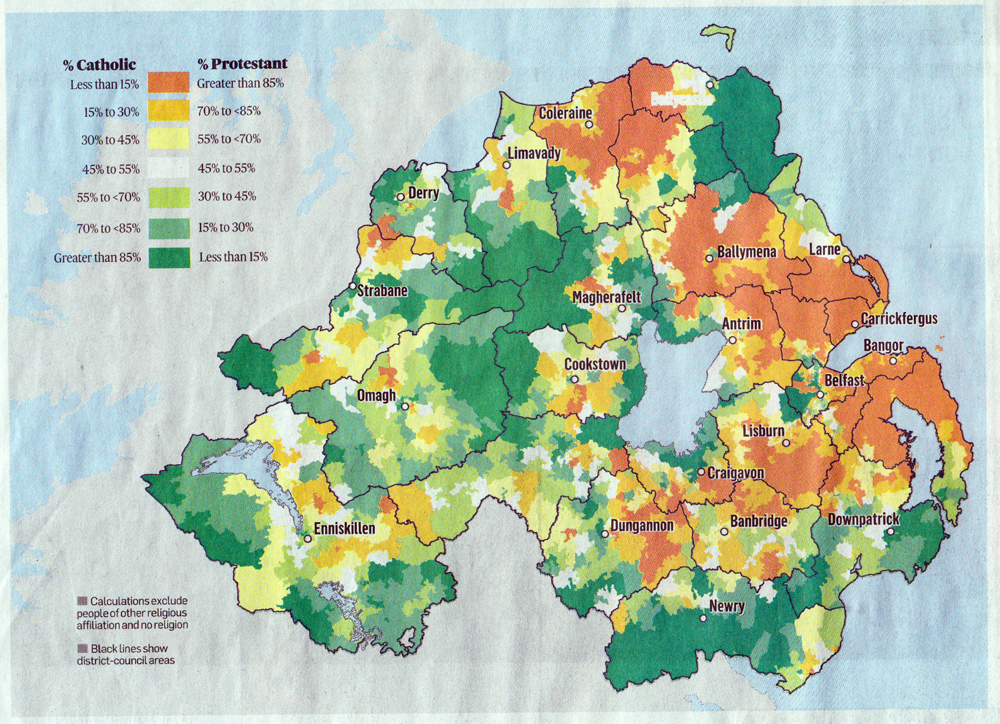 % Catholic % Protestant
Less than 15% Greater than 85%
15% to 30% 70% to <85%
30% to 45% 55% to <70%
45% to 55% 45% to 55%
55% to <70% 30% to 45%
70% to <85% 15% to 30%
Greater than 85% Less than 15%
Coleraine
Limavady
Derry
Ballymena
Larne
Strabane
Magherafelt
Antrim
Carrickfergus
Bangor
Cookstown
Belfast
Omagh
Lisburn
Craigavon
Enniskillen
Dungannon
Banbridge
Downpatrick
Newry
Calculations exclude
people of other religious
affiliation and no religion
Black lines show
district-council areas